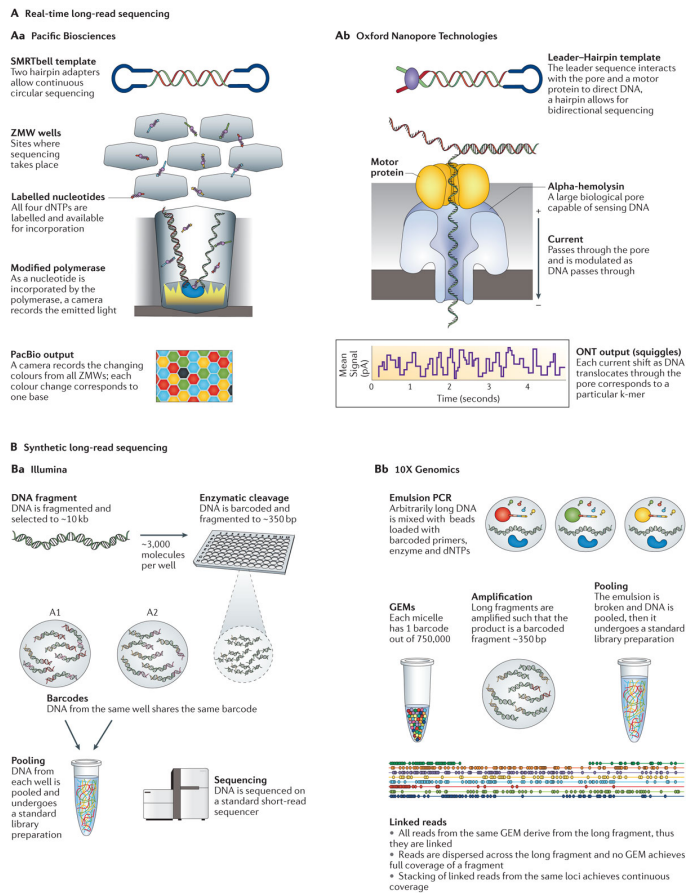 A Real-time long-read sequencing
Aa Pacific Biosciences
SMRTbell template
Two hairpin adapters
allow continuous
circular sequencing
ZMW wells
Sites where
sequencing
takes place
Labelled nucleotides
All four dNTPs are
labelled and available
for incorporation
Modified polymerase
As a nucleotide is
incorporated by the
polymerase, a camera
records the emitted light
PacBio output
A camera records the changing
colours from all ZMWs; each
colour change corresponds to
one base
Ab Oxford Nanopore Technologies
Leader–Hairpin template
The leader sequence interacts
with the pore and a motor
protein to direct DNA,
a hairpin allows for
bidirectional sequencing
Motor
protein
Alpha-hemolysin
A large biological pore
capable of sensing DNA
+
Current
Passes through the pore
and is modulated as
DNA passes through
–
Mean
Signal
(pA)
0 1 2 3 4
Time (seconds)
ONT output (squiggles)
Each current shift as DNA
translocates through the
pore corresponds to a
particular k-mer
B Synthetic long-read sequencing
Ba Illumina
DNA fragment
DNA is fragmented and
selected to ~10 kb
~3,000
molecules
per well
Enzymatic cleavage
DNA is barcoded and
fragmented to ~350 bp
A1 A2
Barcodes
DNA from the same well shares the same barcode
Pooling
DNA from
each well is
pooled and
undergoes
a standard
library
preparation
Sequencing
DNA is sequenced on
a standard short-read
sequencer
Bb 10X Genomics
Emulsion PCR
Arbitrarily long DNA
is mixed with beads
loaded with
barcoded primers,
enzyme and dNTPs
GEMs
Each micelle
has 1 barcode
out of 750,000
Amplification
Long fragments are
amplified such that the
product is a barcoded
fragment ~350 bp
Pooling
The emulsion is
broken and DNA is
pooled, then it
undergoes a standard
library preparation
Linked reads
• All reads from the same GEM derive from the long fragment, thus
they are linked
• Reads are dispersed across the long fragment and no GEM achieves
full coverage of a fragment
• Stacking of linked reads from the same loci achieves continuous
coverage